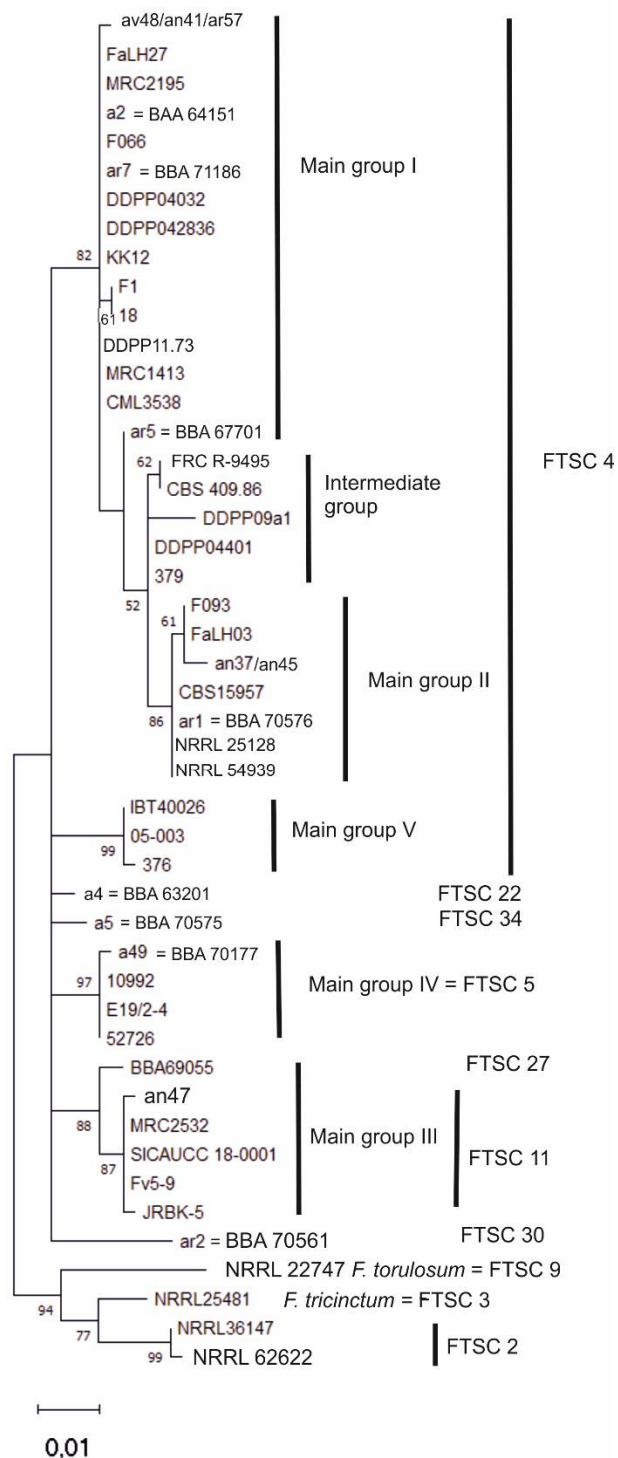 av48/an41/ar57
FaLH27
MRC2195
a2 = BAA 64151
F066
Main group I
ar7 = BBA 71186
DDPP04032
DDPP042836
82
KK12
F1
61
18
DDPP11.73
MRC1413
CML3538
ar5 = BBA 67701
FTSC 4
62
FRC R-9495
CBS 409.86
Intermediate
group
DDPP09a1
DDPP04401
379
52
F093
61
FaLH03
an37/an45
Main group II
CBS15957
86
ar1 = BBA 70576
NRRL 25128
NRRL 54939
IBT40026
Main group V
05-003
99
376
a4 = BBA 63201
FTSC 22
a5 = BBA 70575
FTSC 34
a49 = BBA 70177
97
10992
Main group IV = FTSC 5
E19/2-4
52726
BBA69055
FTSC 27
an47
88
MRC2532
Main group III
SICAUCC 18-0001
FTSC 11
87
Fv5-9
JRBK-5
ar2 = BBA 70561
FTSC 30
NRRL 22747 F. torulosum = FTSC 9
94
NRRL25481 F. tricinctum = FTSC 3
77
NRRL36147
FTSC 2
99
NRRL 62622
0,01